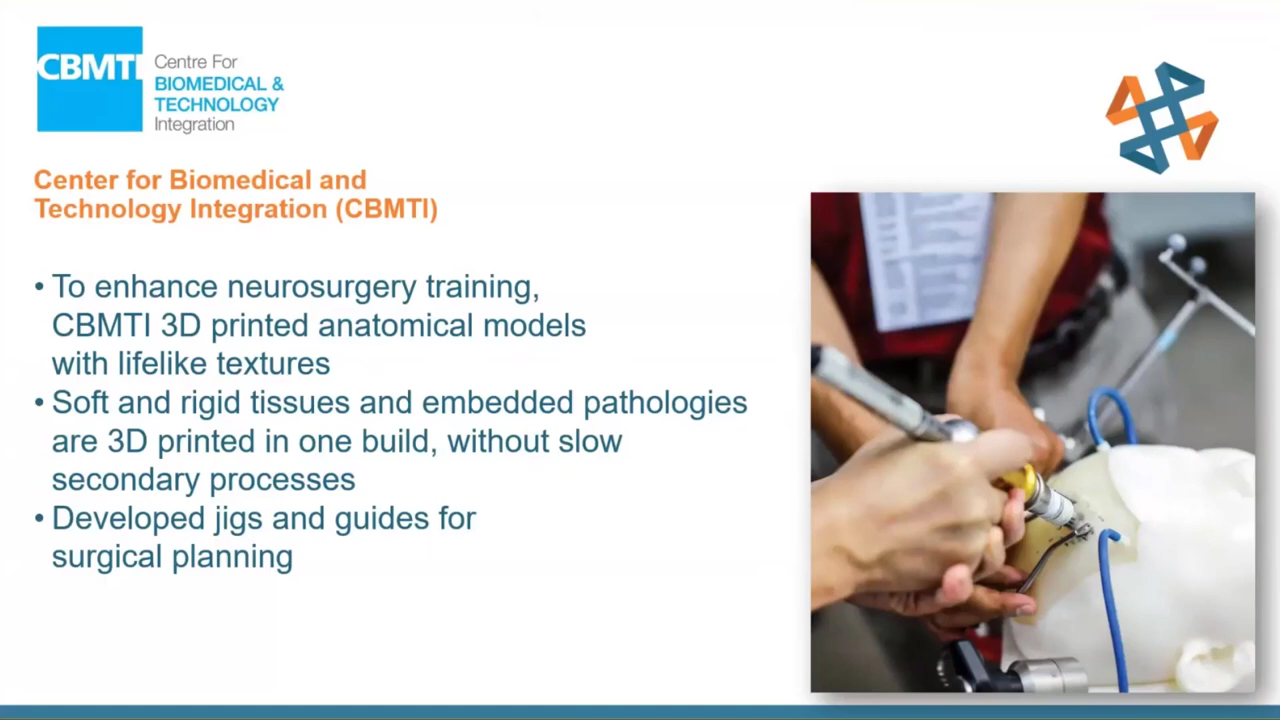 CBMTI
Centre For
BIOMEDICAL &
TECHNOLOGY
Integration
Center for Biomedical and
Technology Integration (CBMTI)
• To enhance neurosurgery training,
CBMTI 3D printed anatomical models
with lifelike textures
• Soft and rigid tissues and embedded pathologies
are 3D printed in one build, without slow
secondary processes
• Developed jigs and guides for
surgical planning